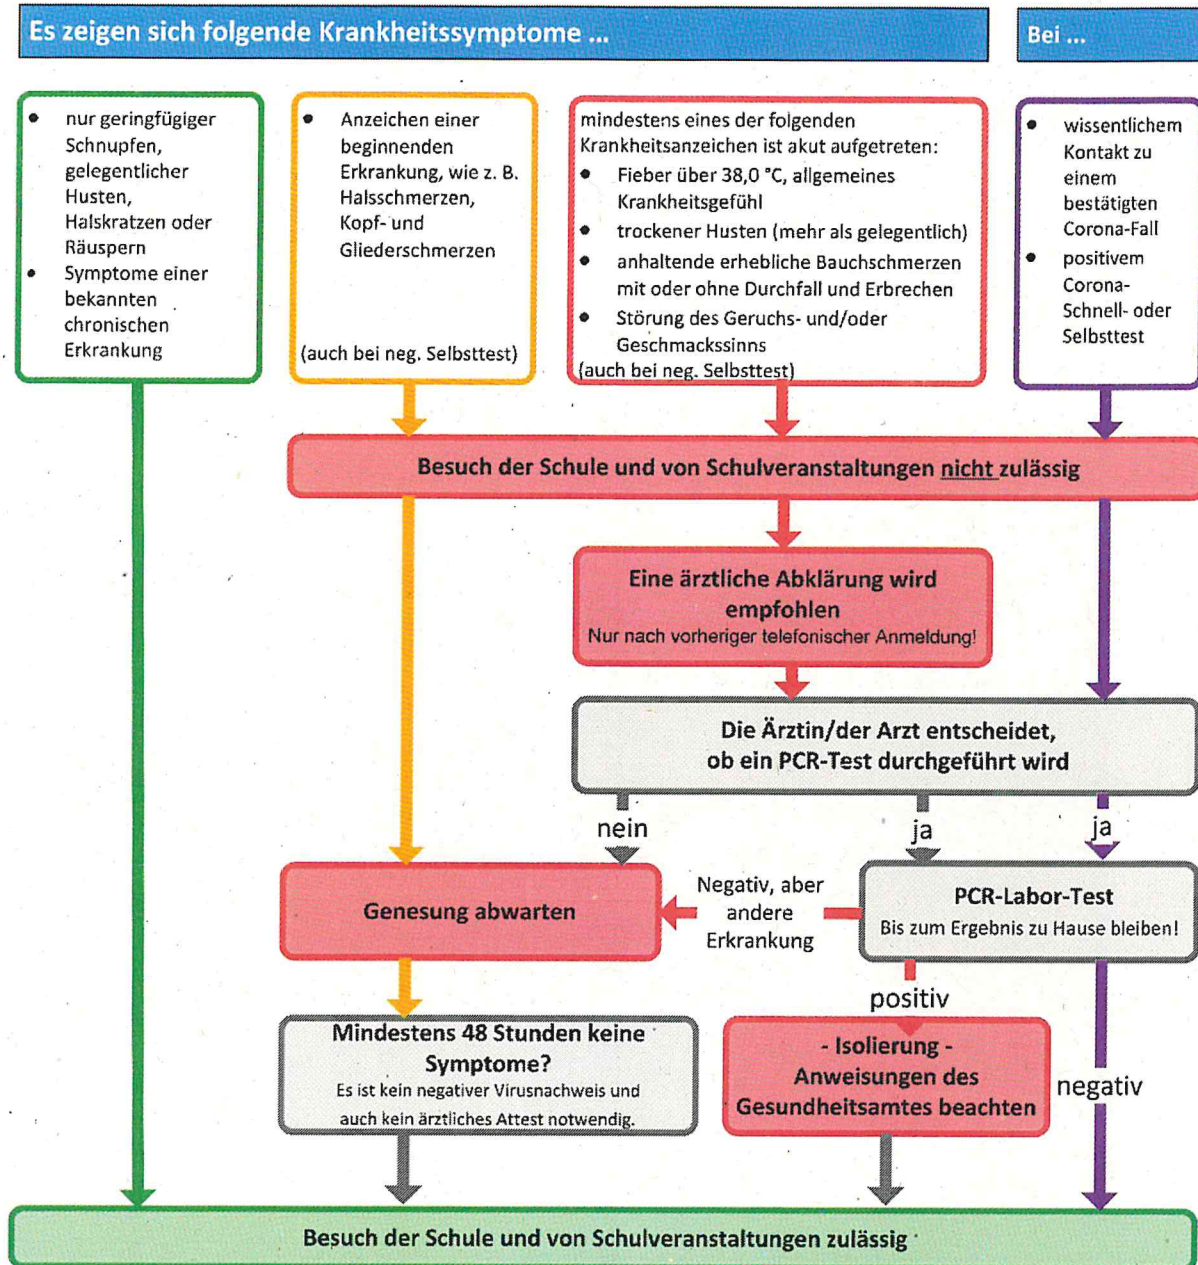 Es zeigen sich folgende Krankheitssymptome ...
Bei ...
• nur geringfügiger
Schnupfen,
gelegentlicher
Husten,
Halskratzen oder
Räuspern
• Symptome einer
bekannten
chronischen
Erkrankung
• Anzeichen einer
beginnenden
Erkrankung, wie z. B.
Halsschmerzen,
Kopf- und
Gliederschmerzen
(auch bei neg. Selbsttest)
mindestens eines der folgenden
Krankheitsanzeichen ist akut aufgetreten:
• Fieber über 38,0 °C, allgemeines
Krankheitsgefühl
• trockener Husten (mehr als gelegentlich)
• anhaltende erhebliche Bauchschmerzen
mit oder ohne Durchfall und Erbrechen
• Störung des Geruchs- und/oder
Geschmackssinns
(auch bei neg. Selbsttest)
• wissentlichem
Kontakt zu
einem
bestätigten
Corona-Fall
• positivem
Corona-
Schnell- oder
Selbsttest
Besuch der Schule und von Schulveranstaltungen nicht zulässig
Eine ärztliche Abklärung wird
empfohlen
Nur nach vorheriger telefonischer Anmeldung!
Die Ärztin/der Arzt entscheidet,
ob ein PCR-Test durchgeführt wird
nein
ja
ja
Genesung abwarten
Negativ, aber
andere
Erkrankung
PCR-Labor-Test
Bis zum Ergebnis zu Hause bleiben!
positiv
Mindestens 48 Stunden keine
Symptome?
Es ist kein negativer Virusnachweis und
auch kein ärztliches Attest notwendig.
- Isolierung -
Anweisungen des
Gesundheitsamtes beachten
negativ
Besuch der Schule und von Schulveranstaltungen zulässig